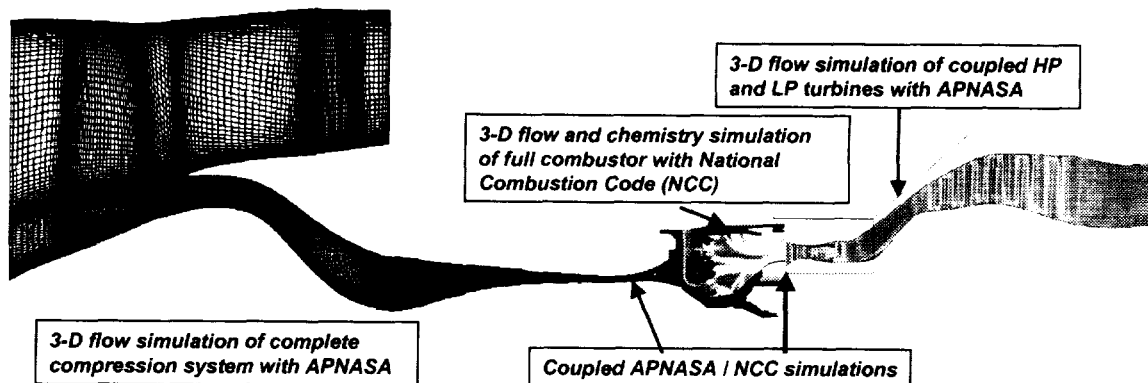 3-D flow simulation of coupled HP
and LP turbines with APNASA
3-D flow and chemistry simulation
of full combustor with National
Combustion Code (NCC)
3-D flow simulation of complete
compression system with APNASA
Coupled APNASA / NCC simulations